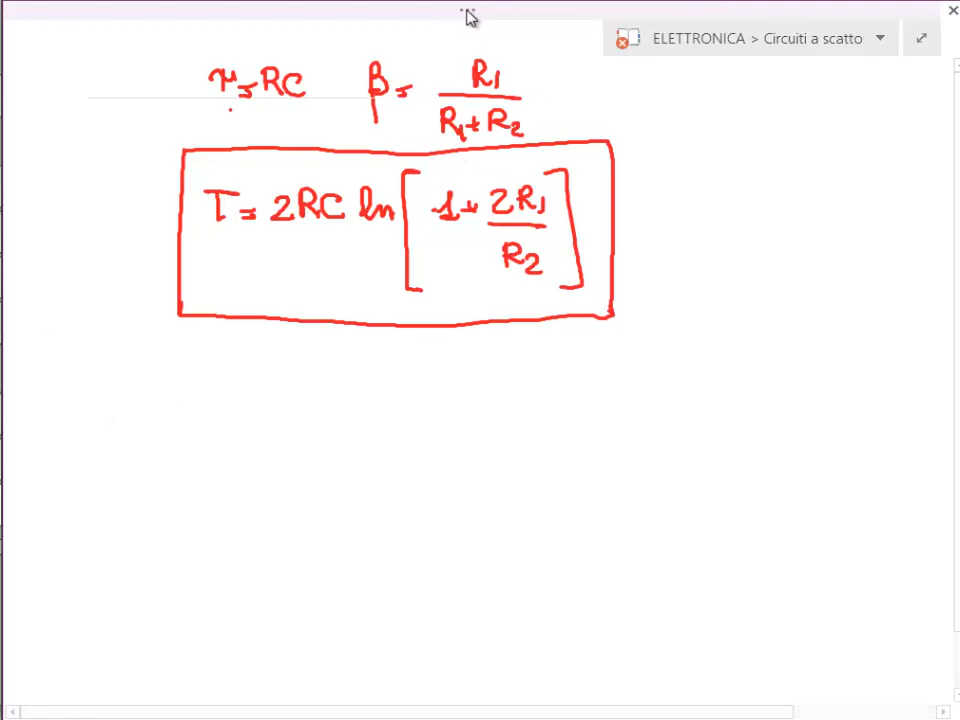 ELETTRONICA > Circuiti a scatto
τ=RC β= R1
R1+R2
T=2RC ln [ 1+ 2R1
R2 ]